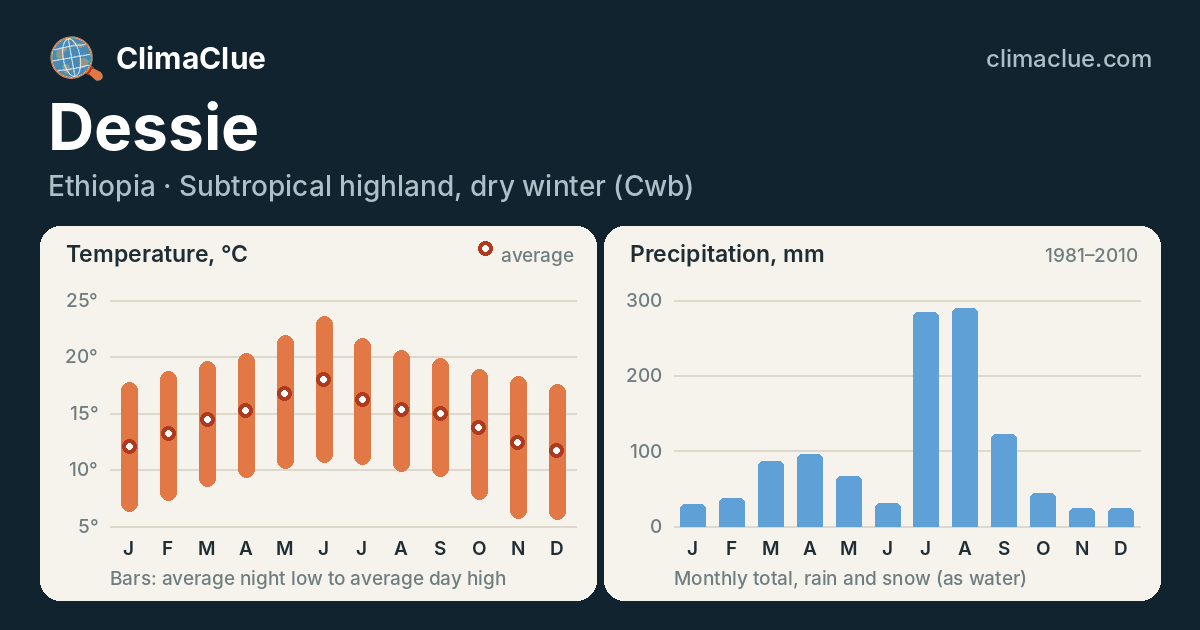 ClimaClue
climaclue.com
Dessie
Ethiopia · Subtropical highland, dry winter (Cwb)
Temperature, °C
average
25°
20°
15°
10°
5°
J F M A M J J A S O N D
Bars: average night low to average day high
Precipitation, mm
1981–2010
300
200
100
0
J F M A M J J A S O N D
Monthly total, rain and snow (as water)